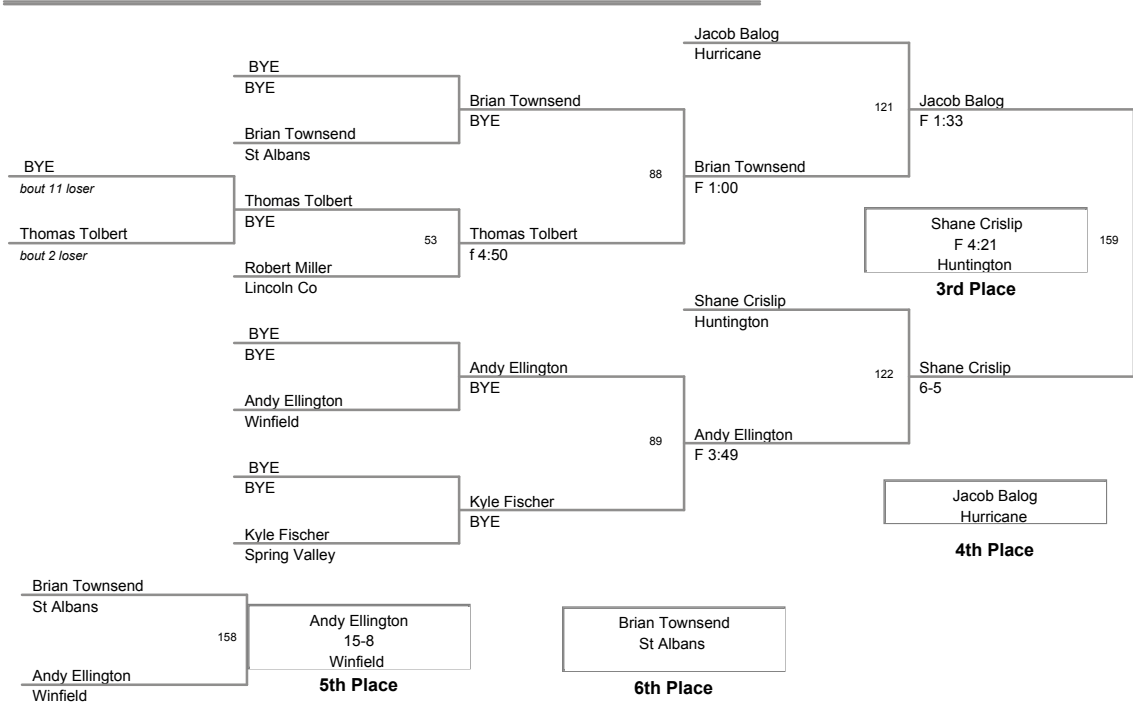 Jacob Balog
Hurricane
BYE
BYE
Brian Townsend
BYE
121
Jacob Balog
F 1:33
Brian Townsend
St Albans
BYE
bout 11 loser
88
Brian Townsend
F 1:00
Thomas Tolbert
BYE
Thomas Tolbert
bout 2 loser
53
Thomas Tolbert
f 4:50
Shane Crislip
F 4:21
Huntington
159
3rd Place
Robert Miller
Lincoln Co
Shane Crislip
Huntington
BYE
BYE
Andy Ellington
BYE
122
Shane Crislip
6-5
Andy Ellington
Winfield
89
Andy Ellington
F 3:49
BYE
BYE
Kyle Fischer
BYE
Jacob Balog
Hurricane
4th Place
Kyle Fischer
Spring Valley
Brian Townsend
St Albans
158
Andy Ellington
15-8
Winfield
5th Place
Brian Townsend
St Albans
6th Place
Andy Ellington
Winfield